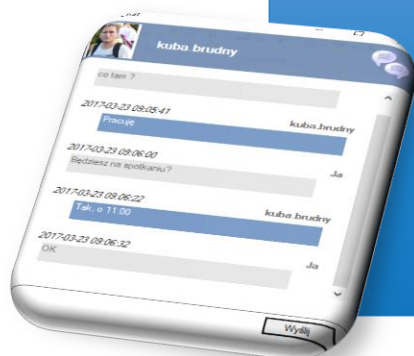 kuba.brudny
co tam ?
2017-03-23 09:05:41
kuba.brudny
Pracuję
2017-03-23 09:06:00
Ja
Będziesz na spotkaniu?
2017-03-23 09:06:22
kuba.brudny
Tak, o 11:00
2017-03-23 09:06:32
Ja
OK
Wyślij